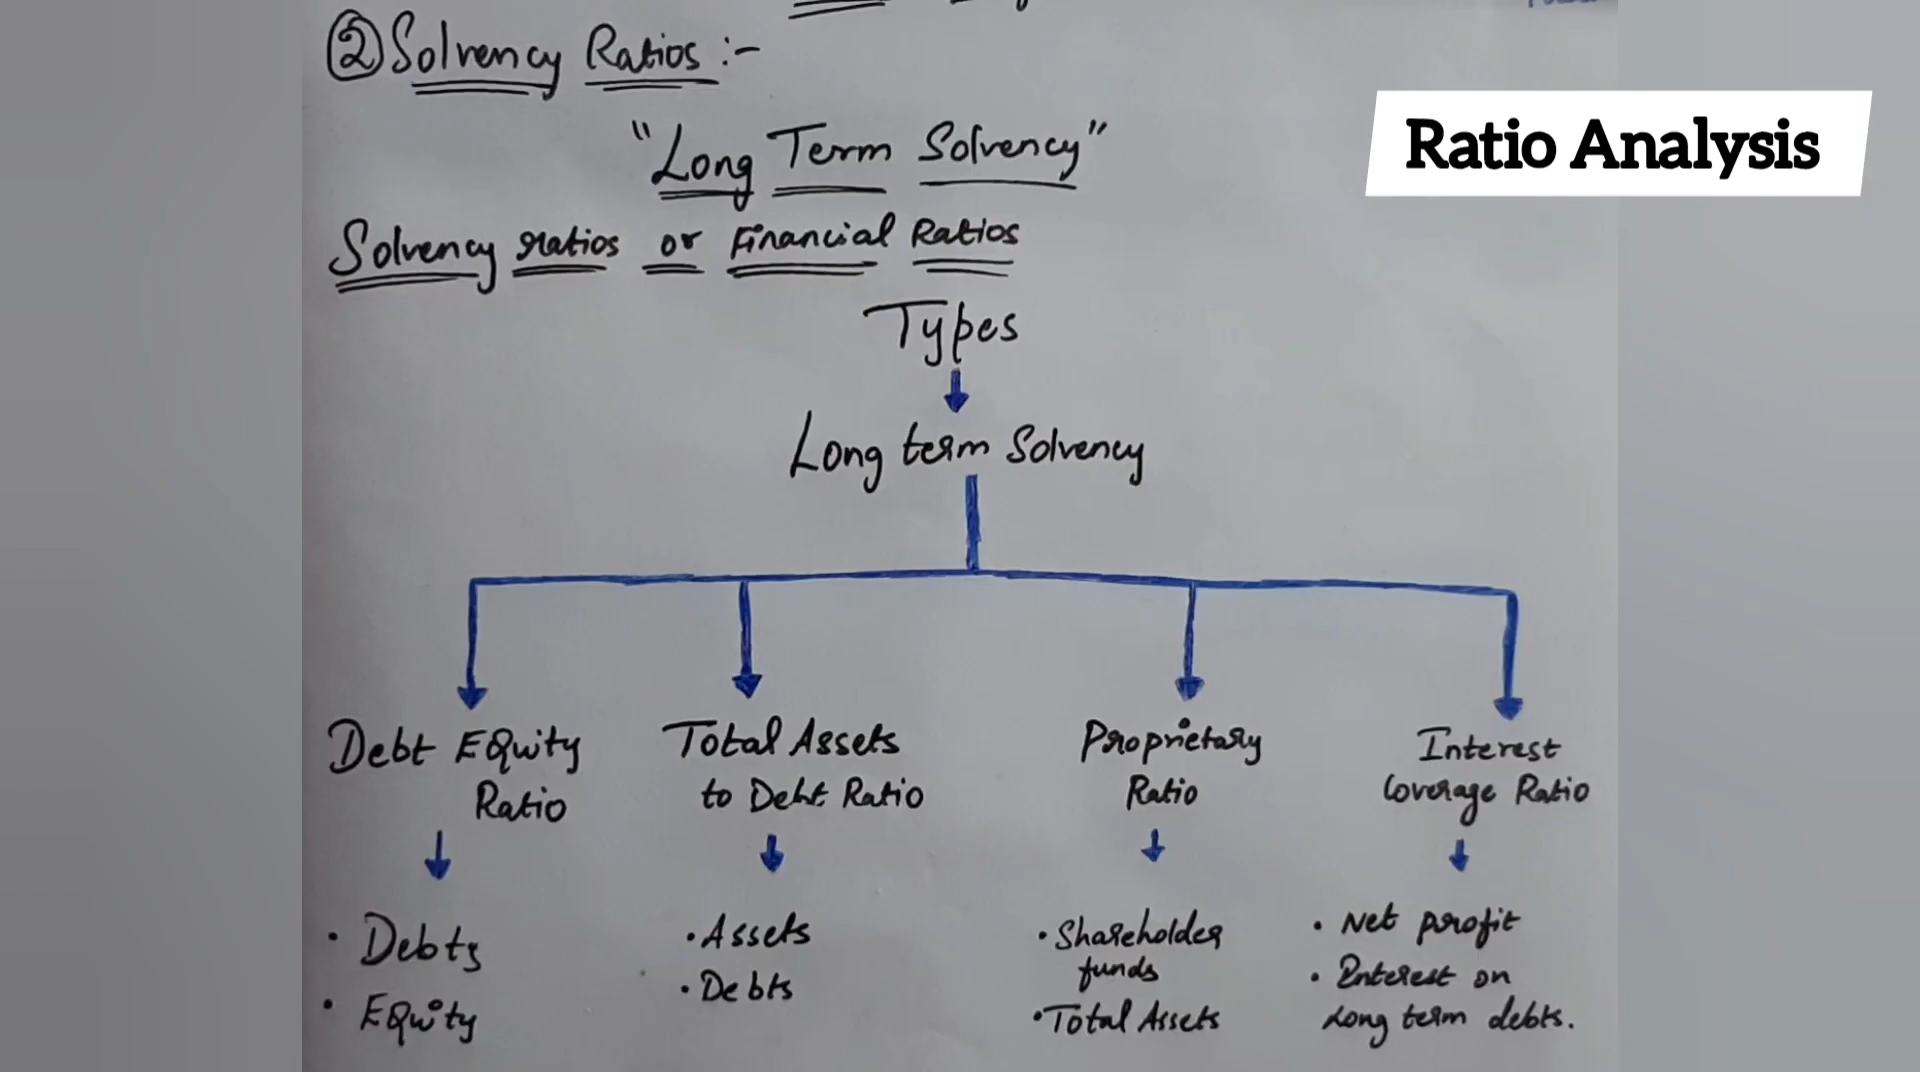 ② Solvency Ratios :-
Ratio Analysis
"Long Term Solvency"
Solvency ratios or Financial Ratios
Types
Long term Solvency
Debt Equity
Ratio
Total Assets
to Debt Ratio
Proprietary
Ratio
Interest
Coverage Ratio
• Debts
• Equity
• Assets
• Debts
• Shareholder
funds
• Total Assets
• Net profit
• Interest on
Long term debts.